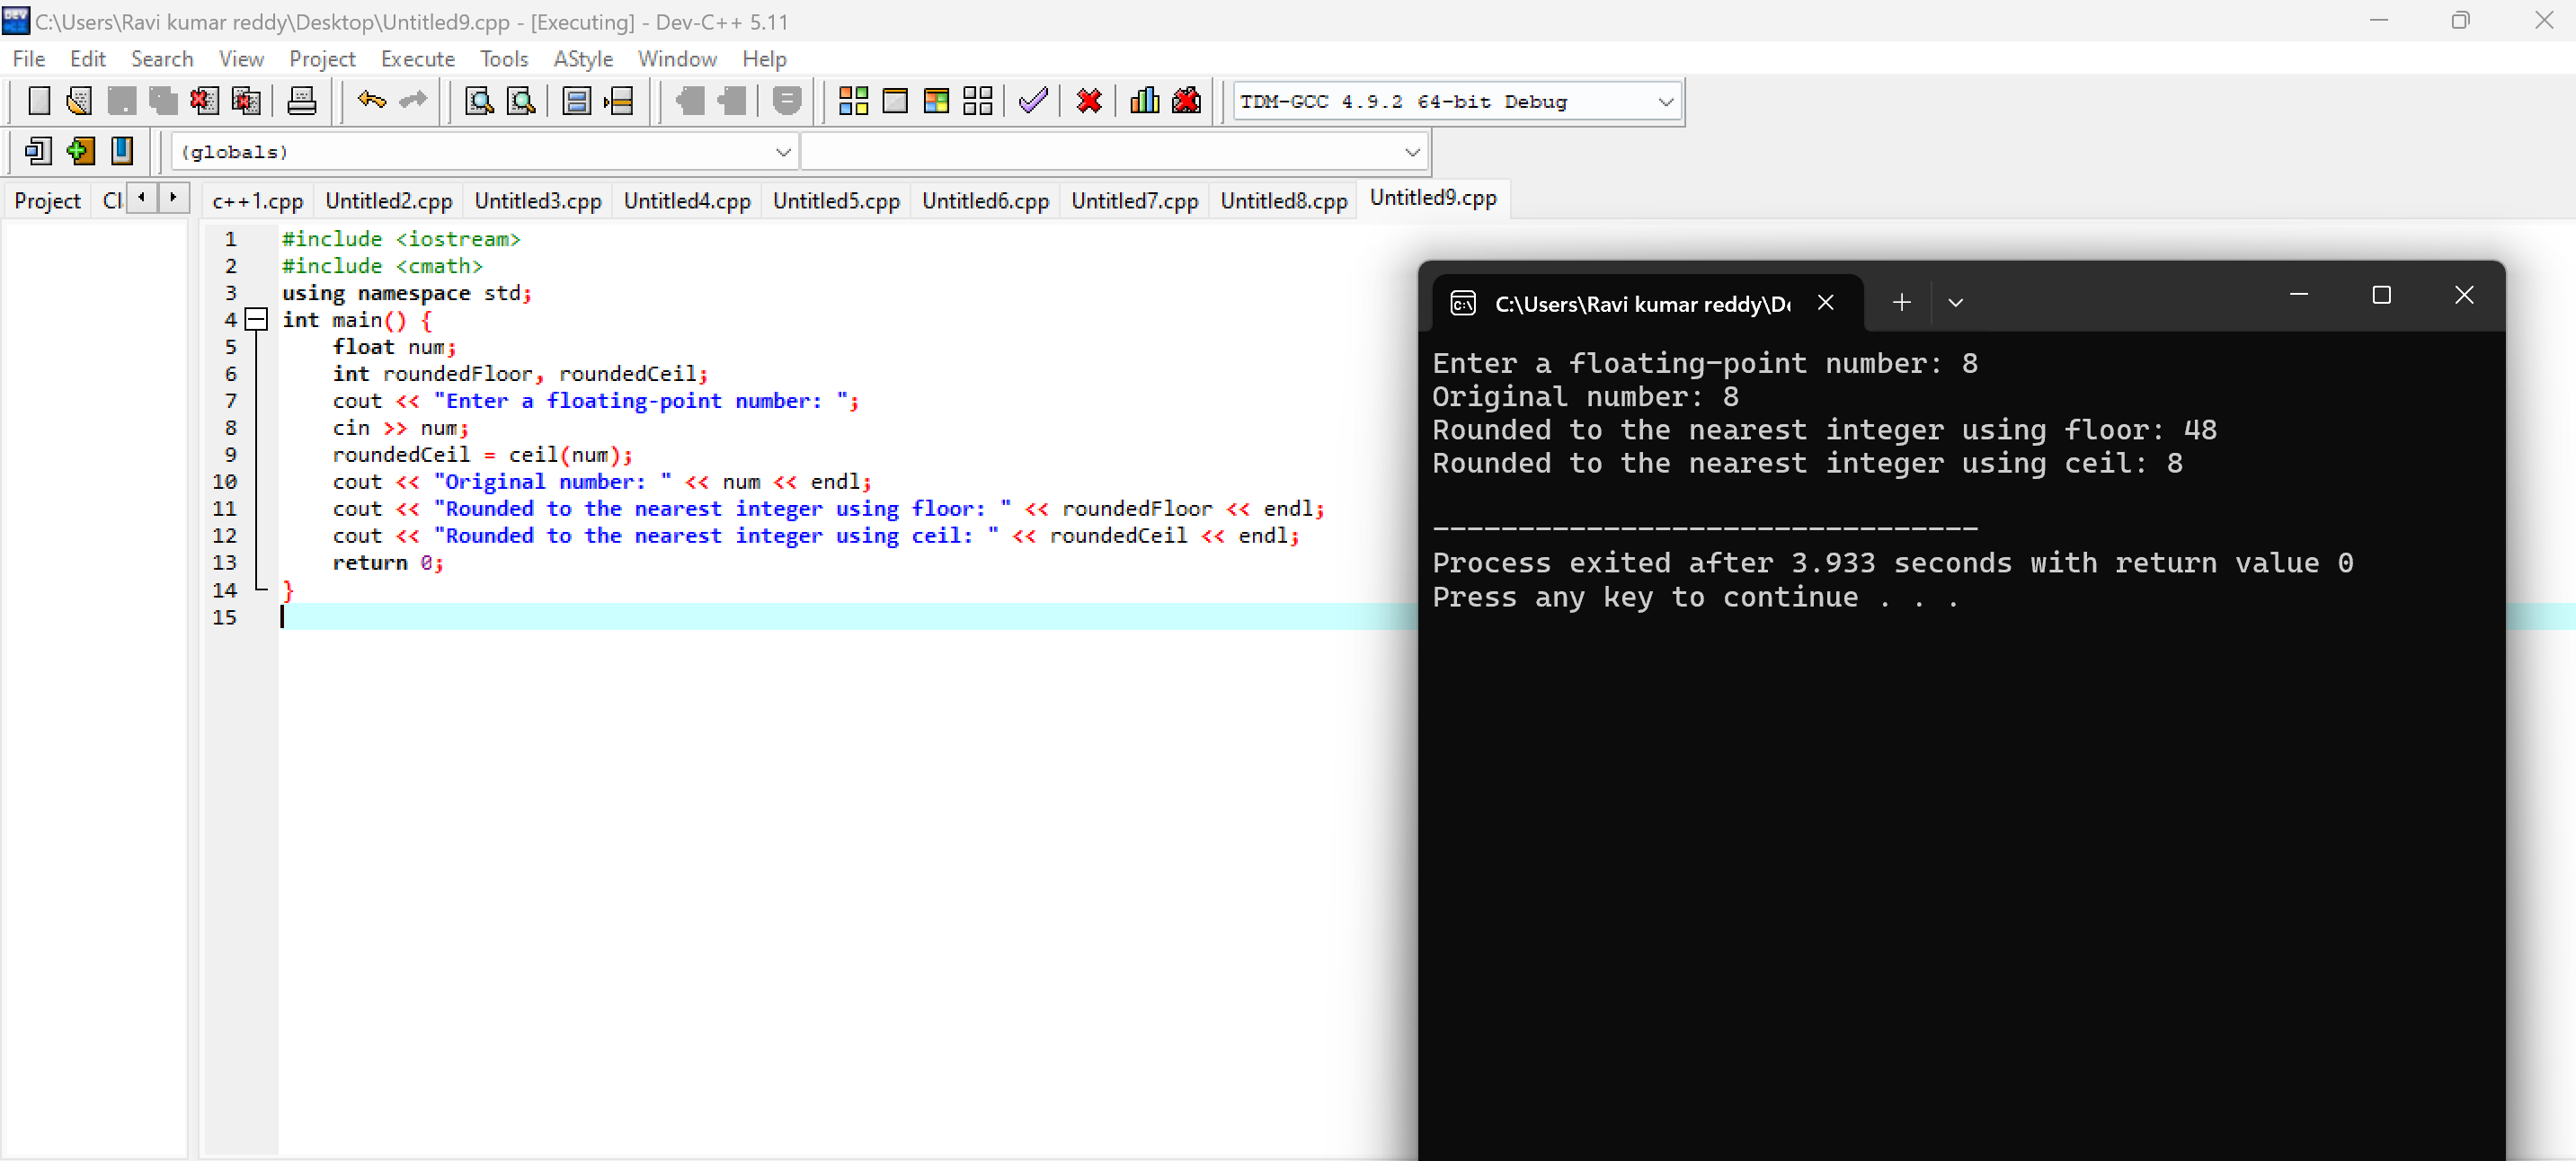 C:\Users\Ravi kumar reddy\Desktop\Untitled9.cpp - [Executing] - Dev-C++ 5.11
File Edit Search View Project Execute Tools AStyle Window Help
TDM-GCC 4.9.2 64-bit Debug
(globals)
Project Cl c++1.cpp Untitled2.cpp Untitled3.cpp Untitled4.cpp Untitled5.cpp Untitled6.cpp Untitled7.cpp Untitled8.cpp Untitled9.cpp
1 #include <iostream>
2 #include <cmath>
3 using namespace std;
4 int main() {
5 float num;
6 int roundedFloor, roundedCeil;
7 cout << "Enter a floating-point number: ";
8 cin >> num;
9 roundedCeil = ceil(num);
10 cout << "Original number: " << num << endl;
11 cout << "Rounded to the nearest integer using floor: " << roundedFloor << endl;
12 cout << "Rounded to the nearest integer using ceil: " << roundedCeil << endl;
13 return 0;
14 }
15
C:\Users\Ravi kumar reddy\De
Enter a floating-point number: 8
Original number: 8
Rounded to the nearest integer using floor: 48
Rounded to the nearest integer using ceil: 8
--------------------------------
Process exited after 3.933 seconds with return value 0
Press any key to continue . . .